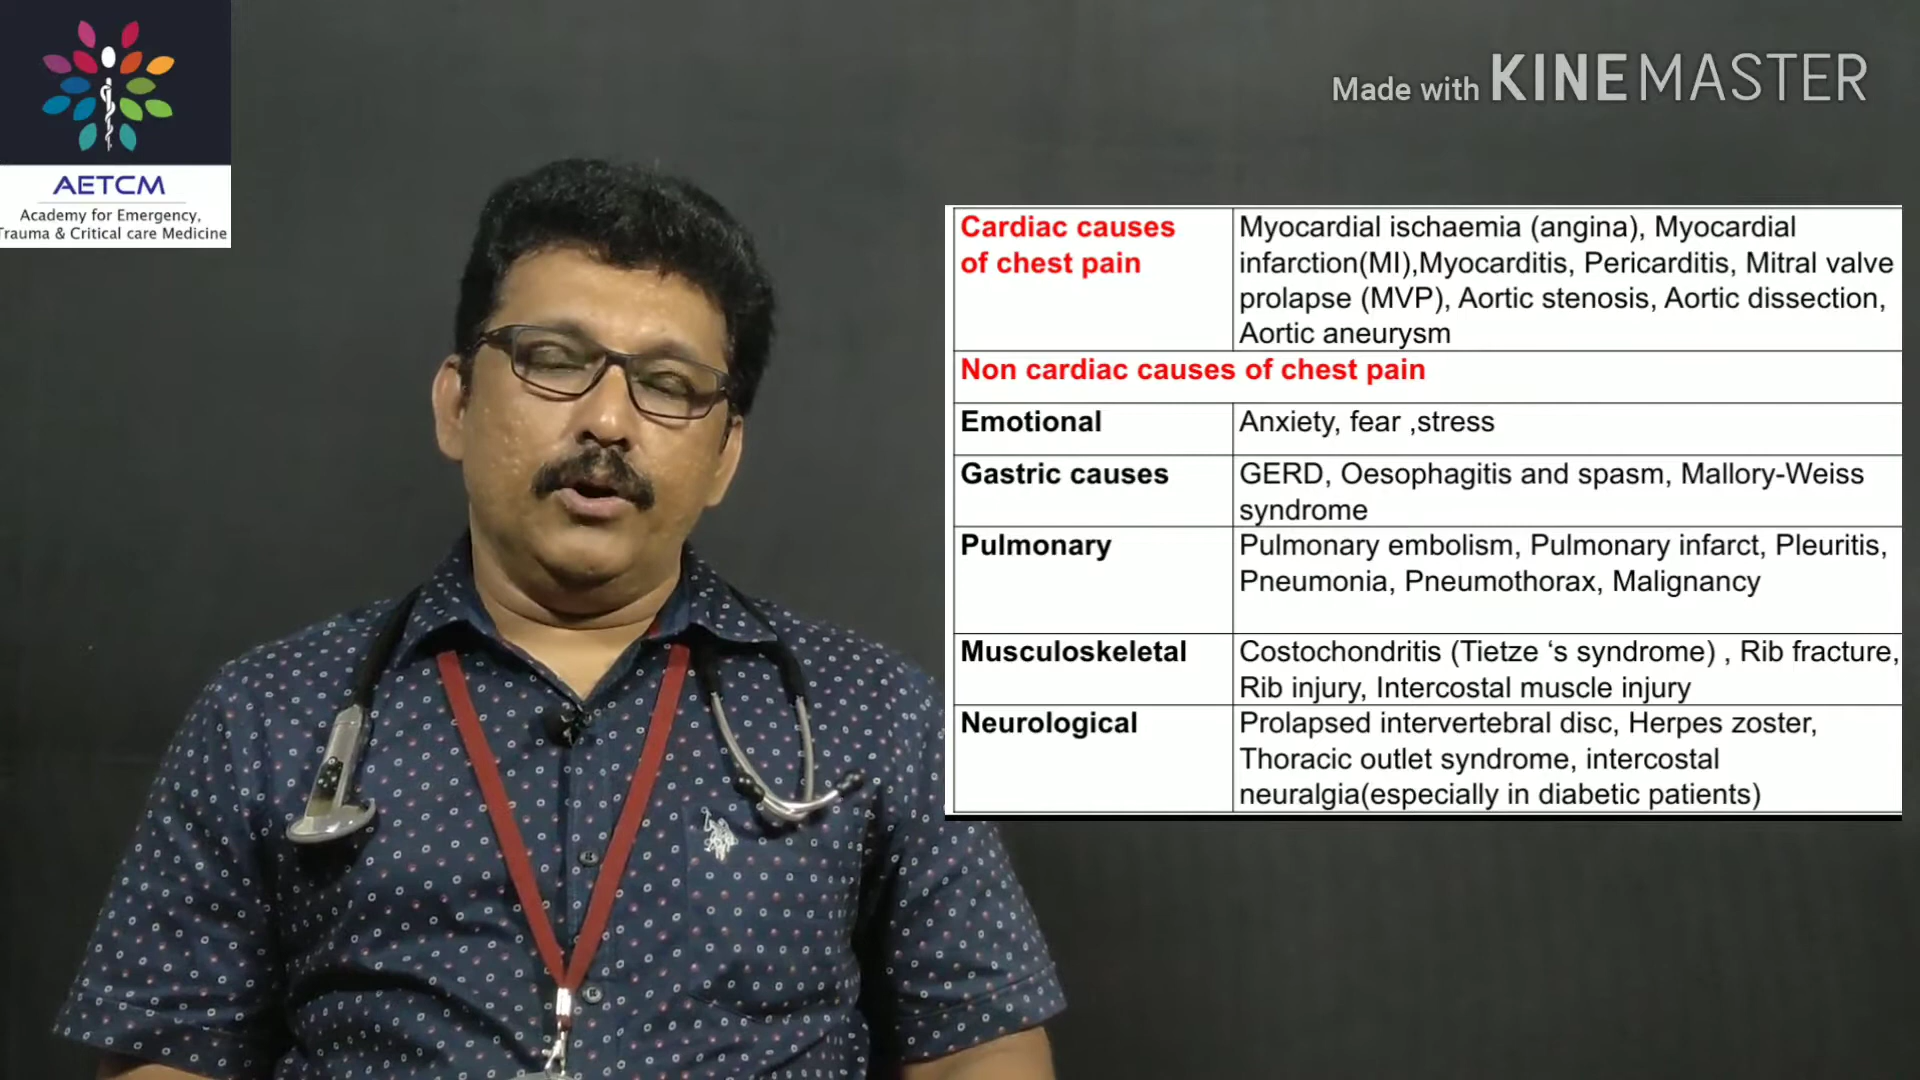 AETCM
Academy for Emergency,
Trauma & Critical care Medicine
Made with KINEMASTER
Cardiac causes
of chest pain
Myocardial ischaemia (angina), Myocardial
infarction(MI),Myocarditis, Pericarditis, Mitral valve
prolapse (MVP), Aortic stenosis, Aortic dissection,
Aortic aneurysm
Non cardiac causes of chest pain
Emotional
Anxiety, fear ,stress
Gastric causes
GERD, Oesophagitis and spasm, Mallory-Weiss
syndrome
Pulmonary
Pulmonary embolism, Pulmonary infarct, Pleuritis,
Pneumonia, Pneumothorax, Malignancy
Musculoskeletal
Costochondritis (Tietze ‘s syndrome) , Rib fracture,
Rib injury, Intercostal muscle injury
Neurological
Prolapsed intervertebral disc, Herpes zoster,
Thoracic outlet syndrome, intercostal
neuralgia(especially in diabetic patients)